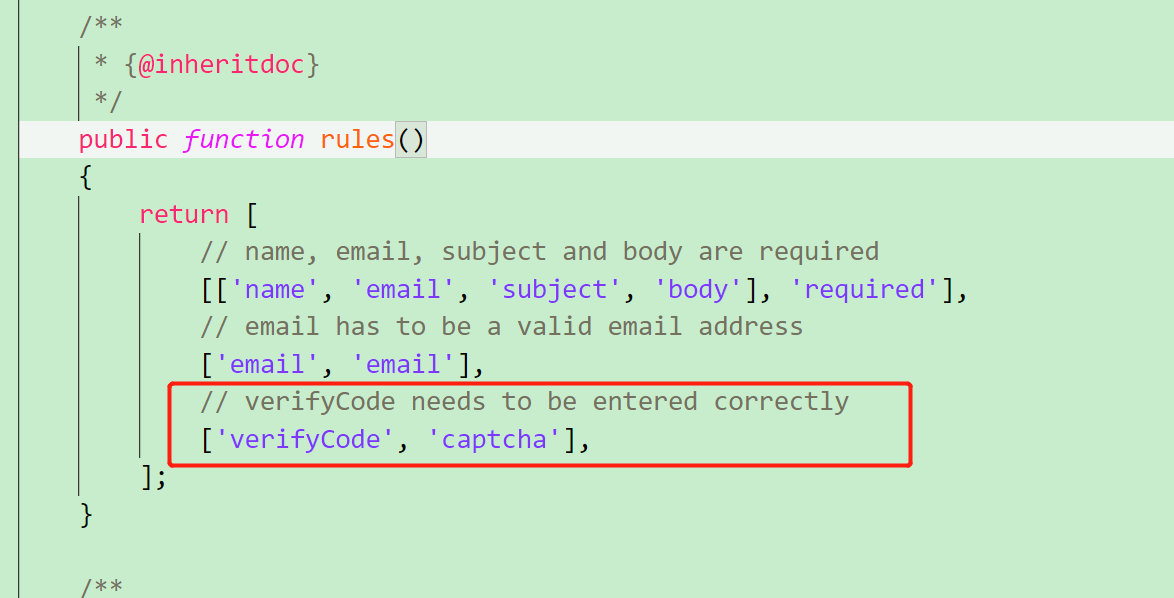 /**
* {@inheritdoc}
*/
public function rules()
{
return [
// name, email, subject and body are required
[['name', 'email', 'subject', 'body'], 'required'],
// email has to be a valid email address
['email', 'email'],
// verifyCode needs to be entered correctly
['verifyCode', 'captcha'],
];
}
/**